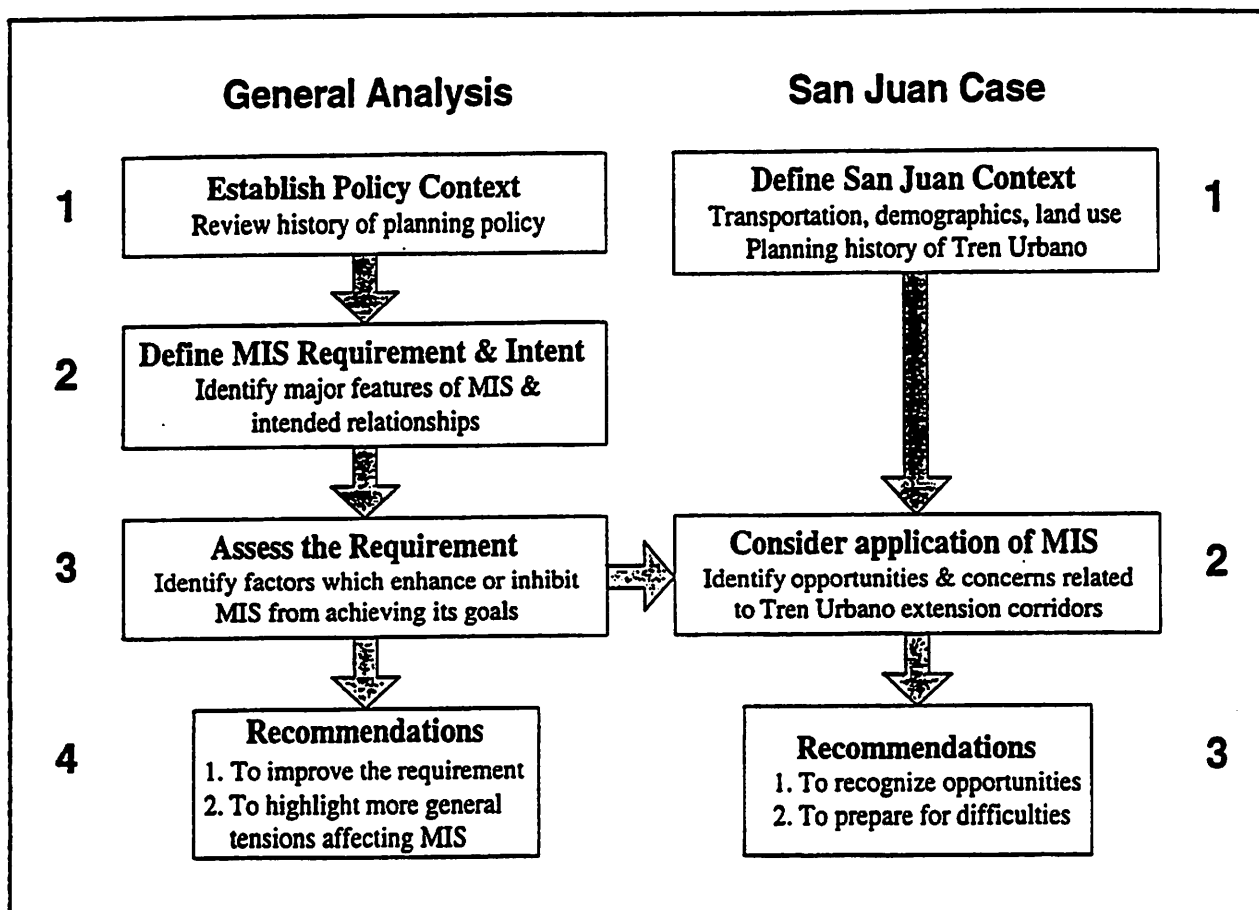 General Analysis
1
Establish Policy Context
Review history of planning policy
2
Define MIS Requirement & Intent
Identify major features of MIS &
intended relationships
3
Assess the Requirement
Identify factors which enhance or inhibit
MIS from achieving its goals
4
Recommendations
1. To improve the requirement
2. To highlight more general
tensions affecting MIS
San Juan Case
1
Define San Juan Context
Transportation, demographics, land use
Planning history of Tren Urbano
2
Consider application of MIS
Identify opportunities & concerns related
to Tren Urbano extension corridors
3
Recommendations
1. To recognize opportunities
2. To prepare for difficulties